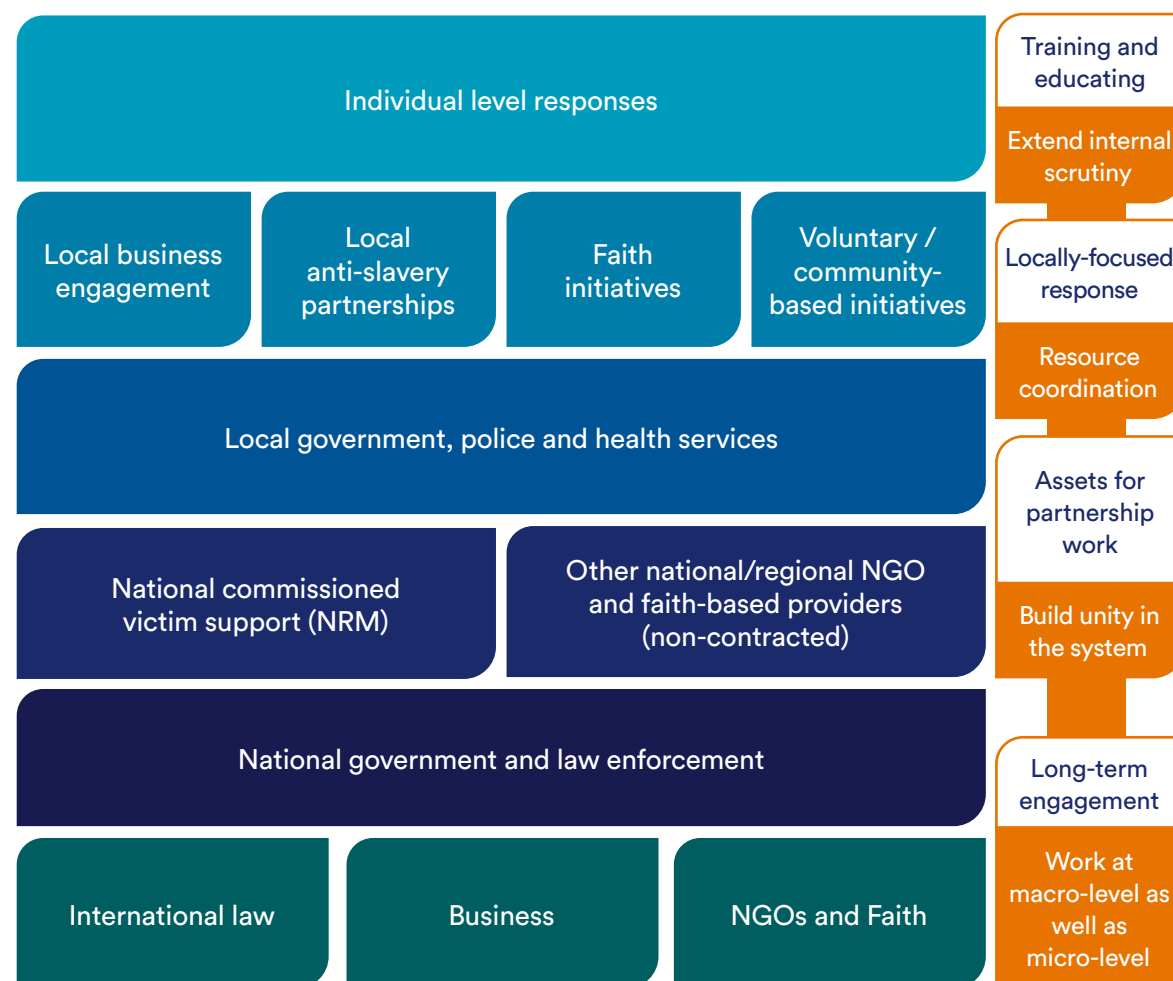 Individual level responses
Local business
engagement
Local
anti-slavery
partnerships
Faith
initiatives
Voluntary /
community-
based initiatives
Local government, police and health services
National commissioned
victim support (NRM)
Other national/regional NGO
and faith-based providers
(non-contracted)
National government and law enforcement
International law
Business
NGOs and Faith
Training and
educating
Extend internal
scrutiny
Locally-focused
response
Resource
coordination
Assets for
partnership
work
Build unity in
the system
Long-term
engagement
Work at
macro-level as
well as
micro-level